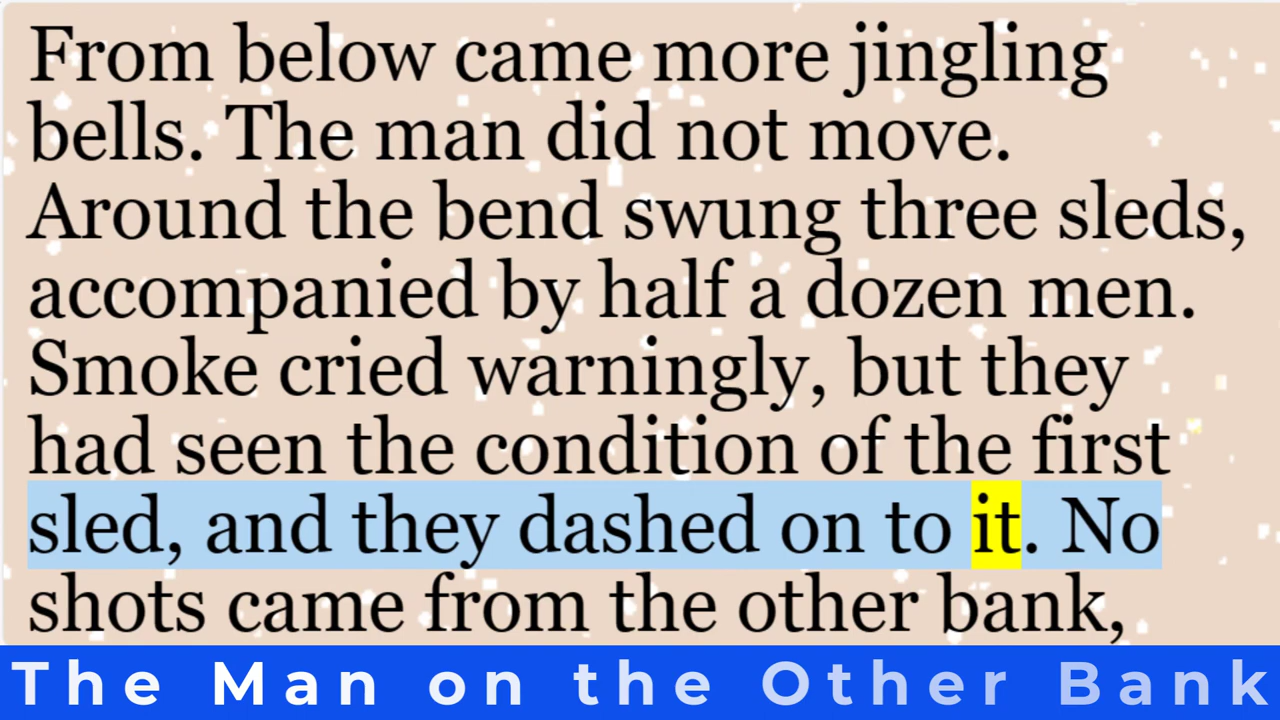 From below came more jingling
bells. The man did not move.
Around the bend swung three sleds,
accompanied by half a dozen men.
Smoke cried warningly, but they
had seen the condition of the first
sled, and they dashed on to it. No
shots came from the other bank,
The Man on the Other Bank